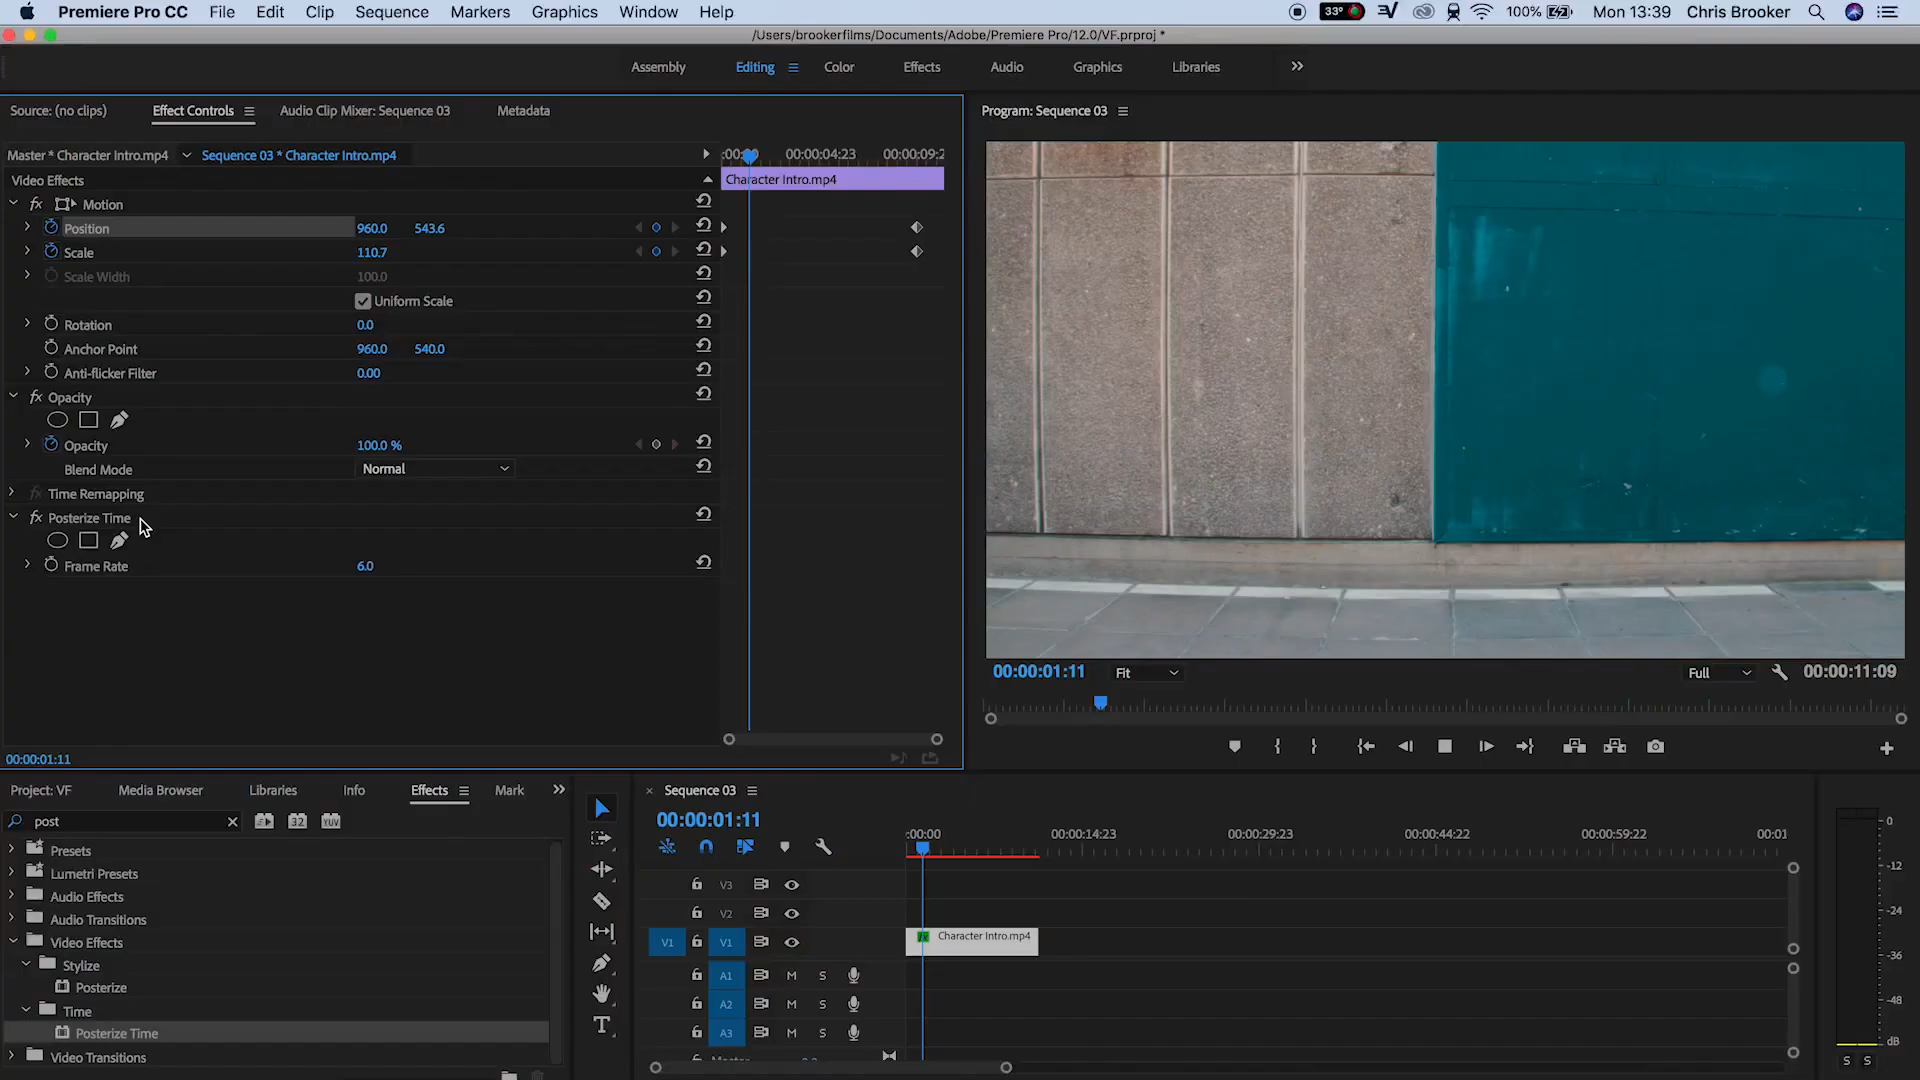 Premiere Pro CC File Edit Clip Sequence Markers Graphics Window Help 33° 100% Mon 13:39 Chris Brooker
/Users/brookerfilms/Documents/Adobe/Premiere Pro/12.0/VF.prproj *
Assembly Editing Color Effects Audio Graphics Libraries
Source: (no clips) Effect Controls Audio Clip Mixer: Sequence 03 Metadata
Program: Sequence 03
Master * Character Intro.mp4 Sequence 03 * Character Intro.mp4
:00:00 00:00:04:23 00:00:09:2
Video Effects
Character Intro.mp4
fx Motion
Position 960.0 543.6
Scale 110.7
Scale Width 100.0
Uniform Scale
Rotation 0.0
Anchor Point 960.0 540.0
Anti-flicker Filter 0.00
fx Opacity
Opacity 100.0 %
Blend Mode Normal
fx Time Remapping
fx Posterize Time
Frame Rate 6.0
00:00:01:11
00:00:01:11 Fit Full 00:00:11:09
Project: VF Media Browser Libraries Info Effects Mark
post 32 YUV
Presets
Lumetri Presets
Audio Effects
Audio Transitions
Video Effects
Stylize
Posterize
Time
Posterize Time
Video Transitions
Sequence 03
00:00:01:11
:00:00 00:00:14:23 00:00:29:23 00:00:44:22 00:00:59:22 00:01
V3
V2
V1 V1 fx Character Intro.mp4
A1 M S
A2 M S
A3 M S
Master 0.0
0
-12
-24
-36
-48
dB
S S